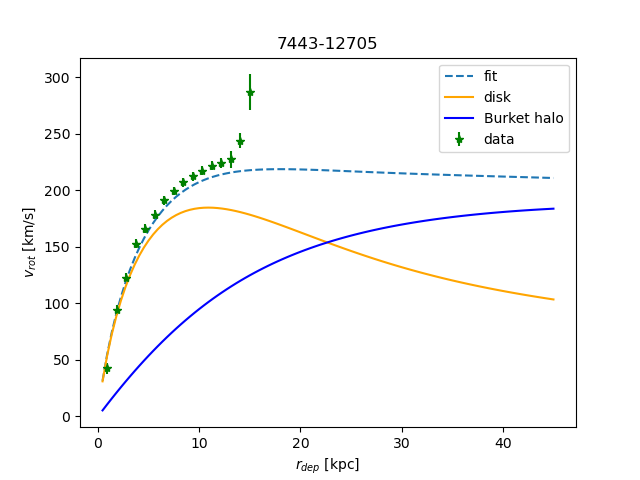 7443-12705
300
250
200
150
100
50
0
v_rot [km/s]
fit
disk
Burket halo
data
0 10 20 30 40
r_dep [kpc]